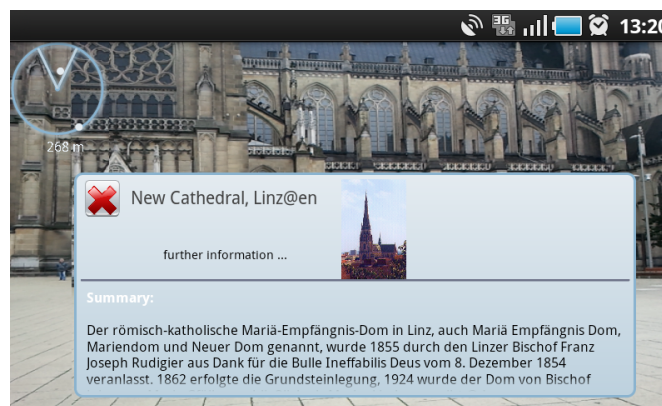 3G
13:20
268 m
New Cathedral, Linz@en
further information ...
Summary:
Der römisch-katholische Mariä-Empfängnis-Dom in Linz, auch Mariä Empfängnis Dom,
Mariendom und Neuer Dom genannt, wurde 1855 durch den Linzer Bischof Franz
Joseph Rudigier aus Dank für die Bulle Ineffabilis Deus vom 8. Dezember 1854
veranlasst. 1862 erfolgte die Grundsteinlegung, 1924 wurde der Dom von Bischof